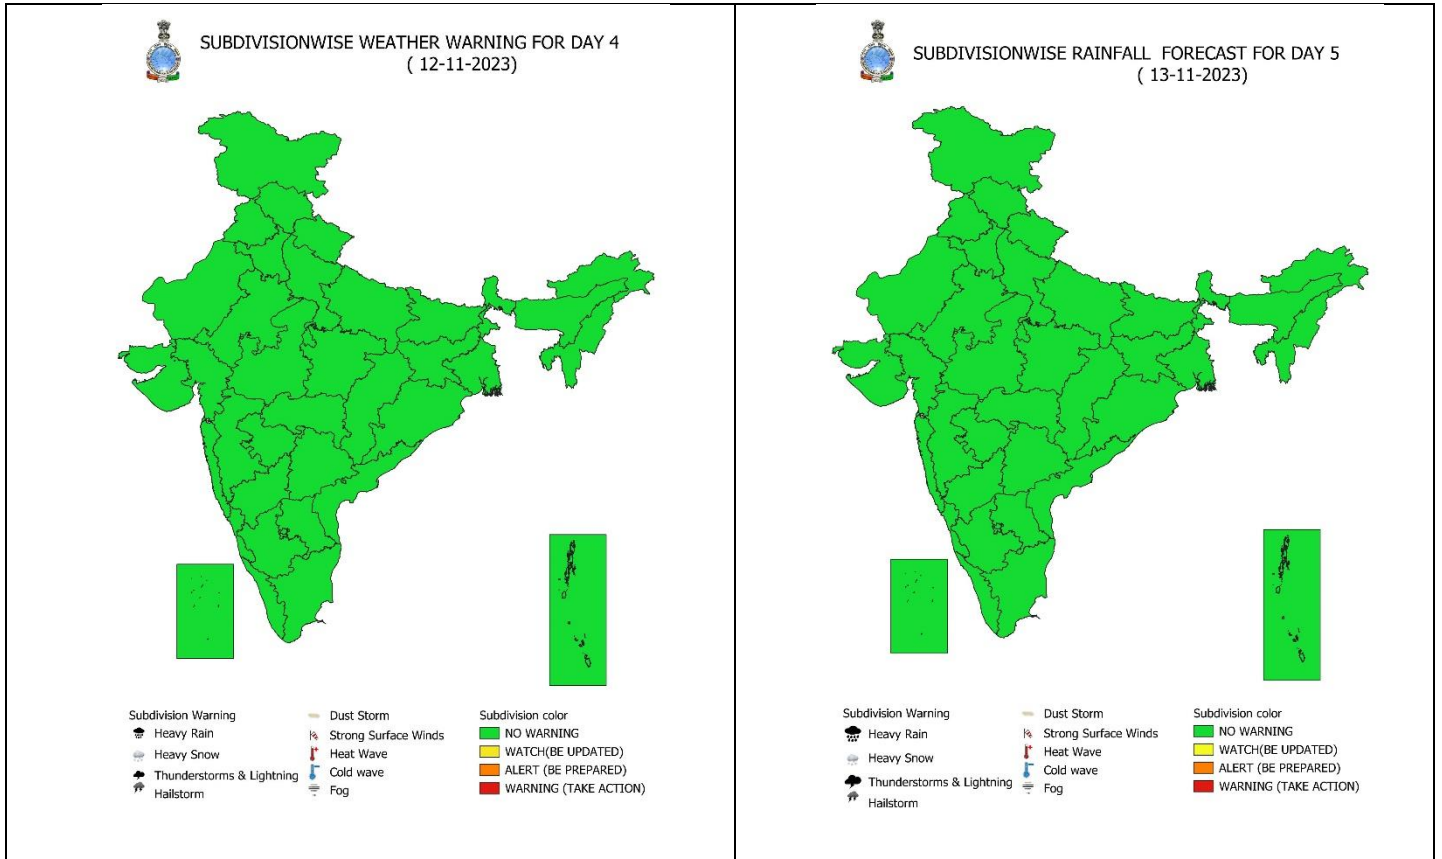 SUBDIVISIONWISE WEATHER WARNING FOR DAY 4
( 12-11-2023)
Subdivision Warning
Heavy Rain
Heavy Snow
Thunderstorms & Lightning
Hailstorm
Dust Storm
Strong Surface Winds
Heat Wave
Cold wave
Fog
Subdivision color
NO WARNING
WATCH(BE UPDATED)
ALERT (BE PREPARED)
WARNING (TAKE ACTION)
SUBDIVISIONWISE RAINFALL  FORECAST FOR DAY 5
( 13-11-2023)
Subdivision Warning
Heavy Rain
Heavy Snow
Thunderstorms & Lightning
Hailstorm
Dust Storm
Strong Surface Winds
Heat Wave
Cold wave
Fog
Subdivision color
NO WARNING
WATCH(BE UPDATED)
ALERT (BE PREPARED)
WARNING (TAKE ACTION)